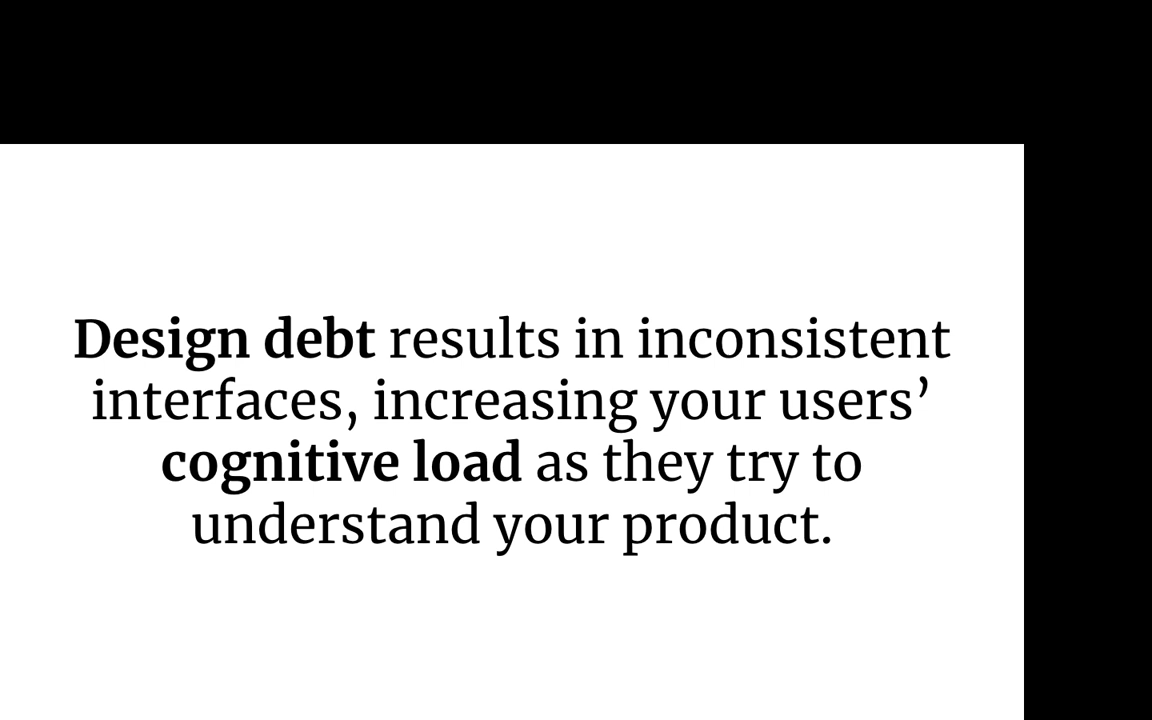 Design debt results in inconsistent
interfaces, increasing your users’
cognitive load as they try to
understand your product.